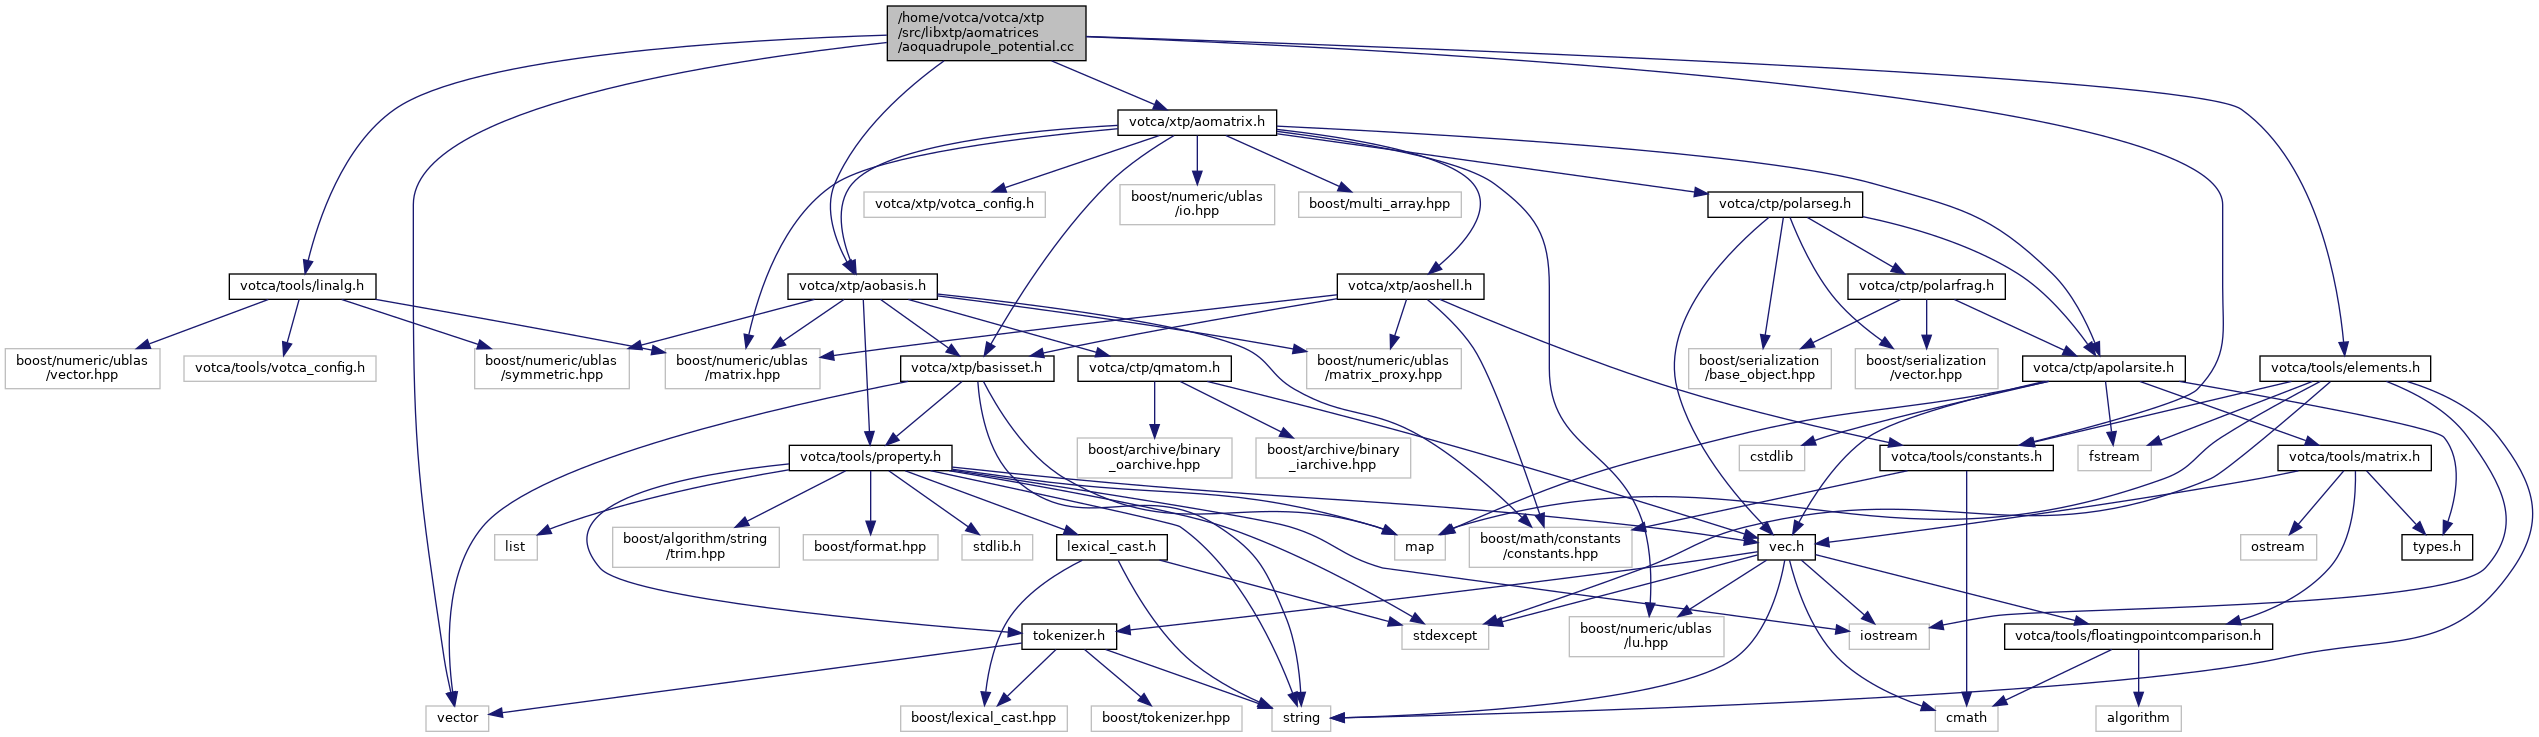 /home/votca/votca/xtp
/src/libxtp/aomatrices
/aoquadrupole_potential.cc
votca/xtp/aomatrix.h
votca/xtp/votca_config.h
boost/numeric/ublas
/io.hpp
boost/multi_array.hpp
votca/ctp/polarseg.h
votca/tools/linalg.h
votca/xtp/aobasis.h
votca/xtp/aoshell.h
votca/ctp/polarfrag.h
boost/numeric/ublas
/vector.hpp
votca/tools/votca_config.h
boost/numeric/ublas
/symmetric.hpp
boost/numeric/ublas
/matrix.hpp
votca/xtp/basisset.h
votca/ctp/qmatom.h
boost/numeric/ublas
/matrix_proxy.hpp
boost/serialization
/base_object.hpp
boost/serialization
/vector.hpp
votca/ctp/apolarsite.h
votca/tools/elements.h
votca/tools/property.h
boost/archive/binary
_oarchive.hpp
boost/archive/binary
_iarchive.hpp
cstdlib
votca/tools/constants.h
fstream
votca/tools/matrix.h
list
boost/algorithm/string
/trim.hpp
boost/format.hpp
stdlib.h
lexical_cast.h
map
boost/math/constants
/constants.hpp
vec.h
ostream
types.h
tokenizer.h
stdexcept
boost/numeric/ublas
/lu.hpp
iostream
votca/tools/floatingpointcomparison.h
vector
boost/lexical_cast.hpp
boost/tokenizer.hpp
string
cmath
algorithm